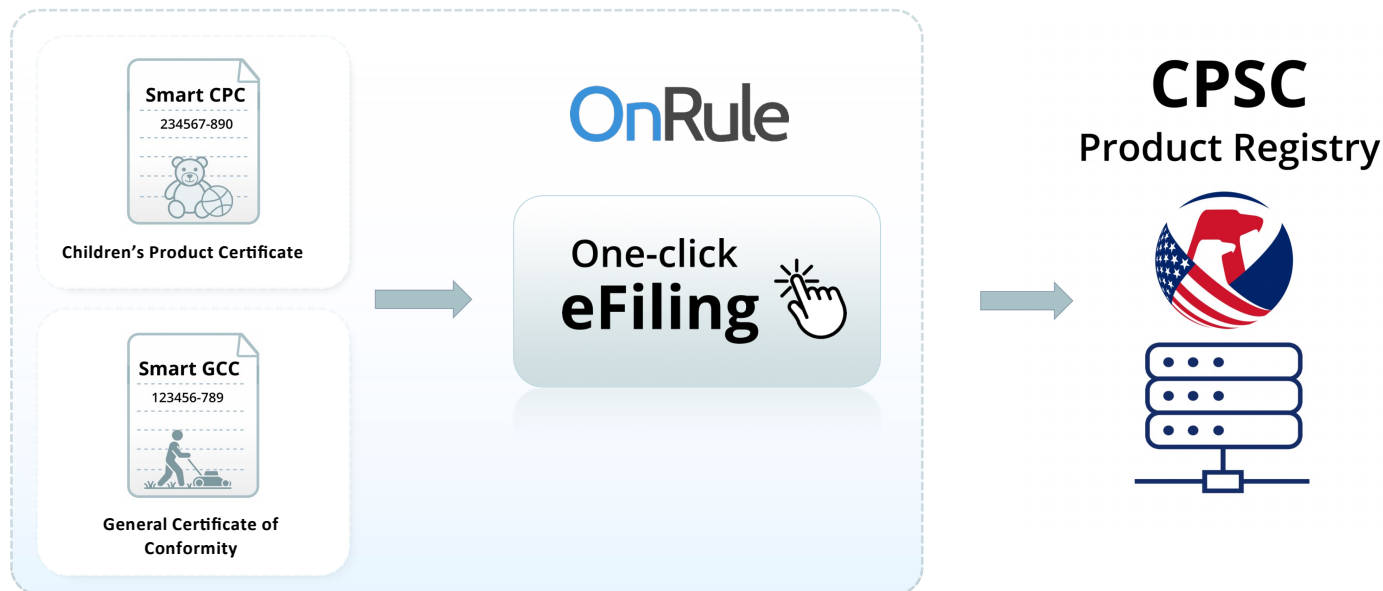 Smart CPC
234567-890
Children’s Product Certificate
Smart GCC
123456-789
General Certificate of
Conformity
OnRule
One-click
eFiling
CPSC
Product Registry